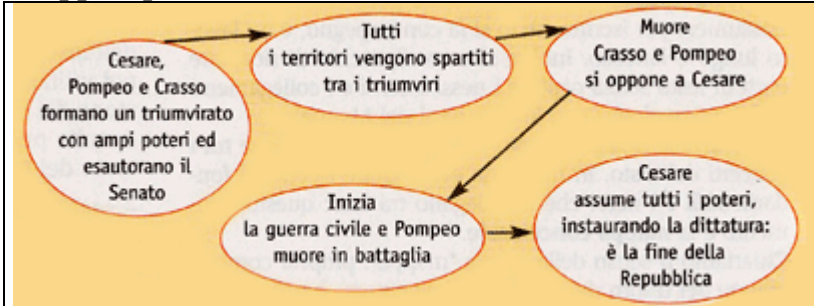 Cesare,
Pompeo e Crasso
formano un triumvirato
con ampi poteri ed
esautorano il
Senato
Tutti
i territori vengono spartiti
tra i triumviri
Muore
Crasso e Pompeo
si oppone a Cesare
Inizia
la guerra civile e Pompeo
muore in battaglia
Cesare
assume tutti i poteri,
instaurando la dittatura:
è la fine della
Repubblica